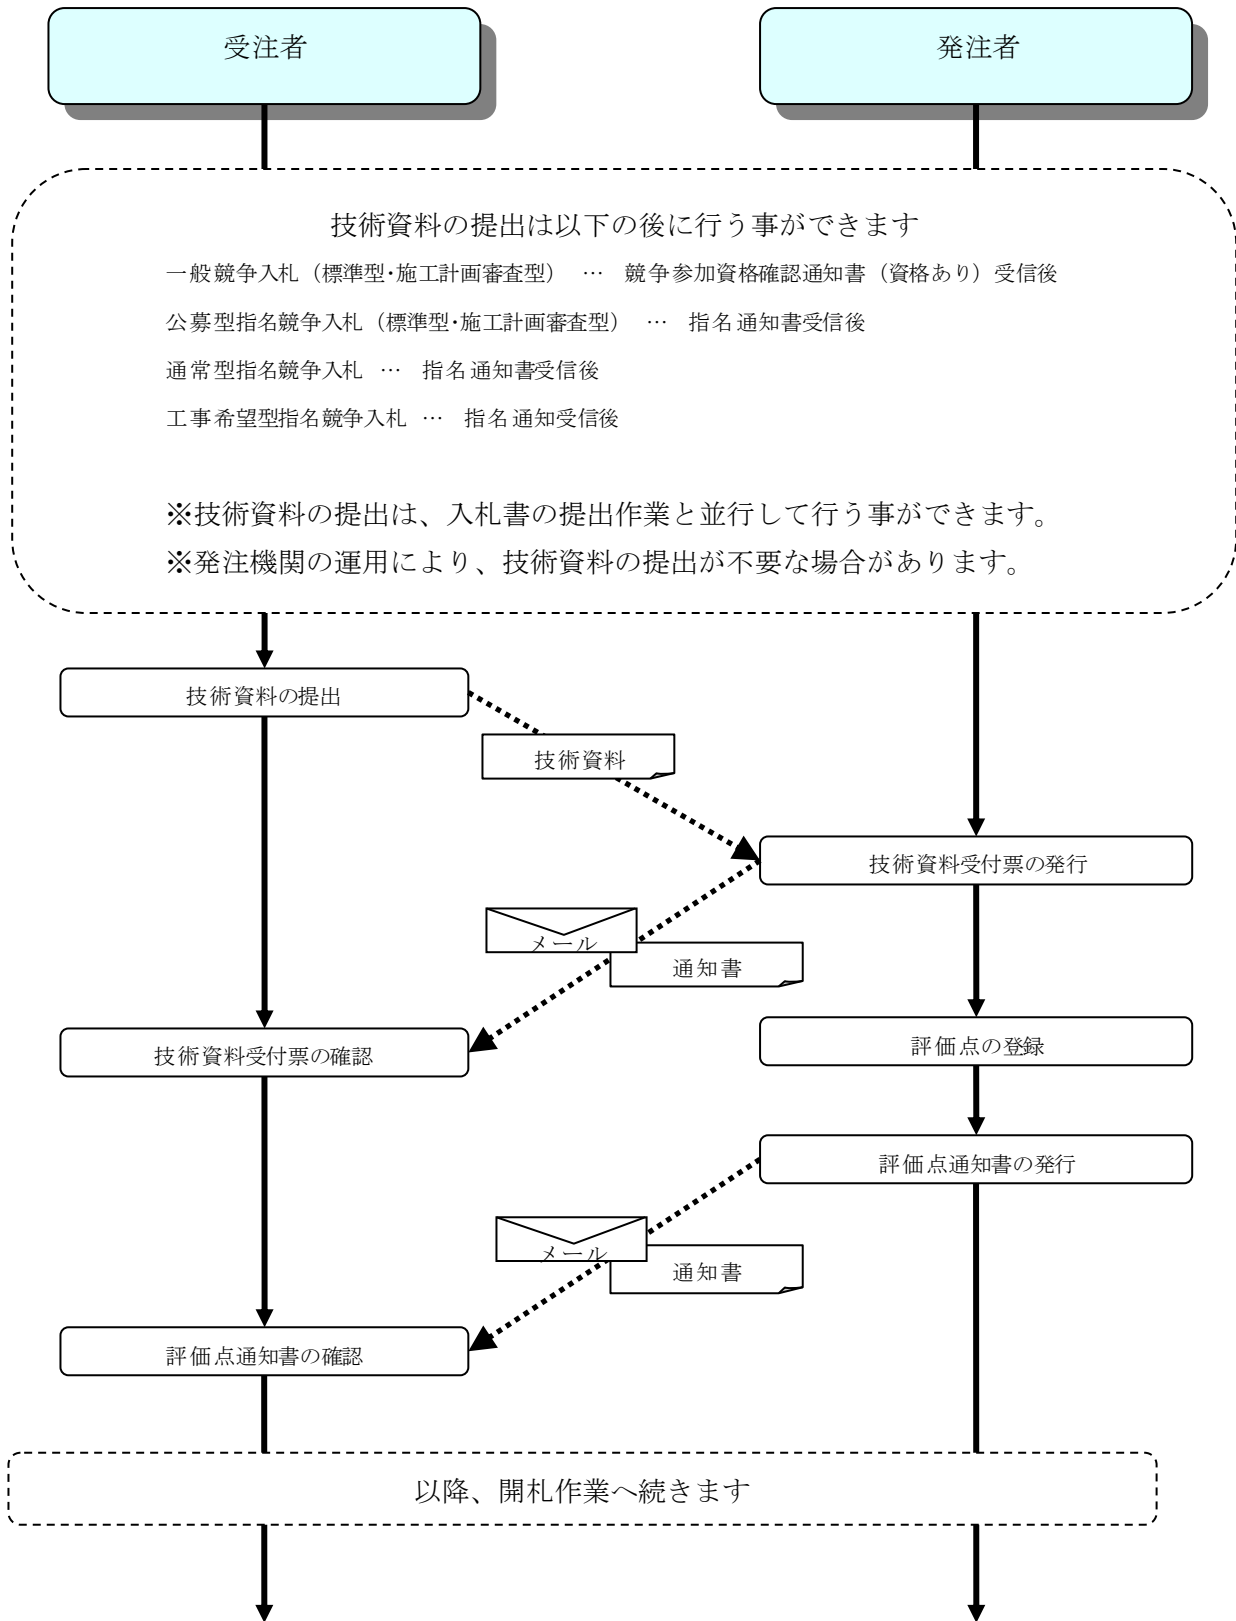 受注者
発注者
技術資料の提出は以下の後に行う事ができます
一般競争入札（標準型・施工計画審査型） … 競争参加資格確認通知書（資格あり）受信後
公募型指名競争入札（標準型・施工計画審査型） … 指名通知書受信後
通常型指名競争入札 … 指名通知書受信後
工事希望型指名競争入札 … 指名通知受信後
※技術資料の提出は、入札書の提出作業と並行して行う事ができます。
※発注機関の運用により、技術資料の提出が不要な場合があります。
技術資料の提出
技術資料
技術資料受付票の発行
メール
通知書
技術資料受付票の確認
評価点の登録
評価点通知書の発行
メール
通知書
評価点通知書の確認
以降、開札作業へ続きます